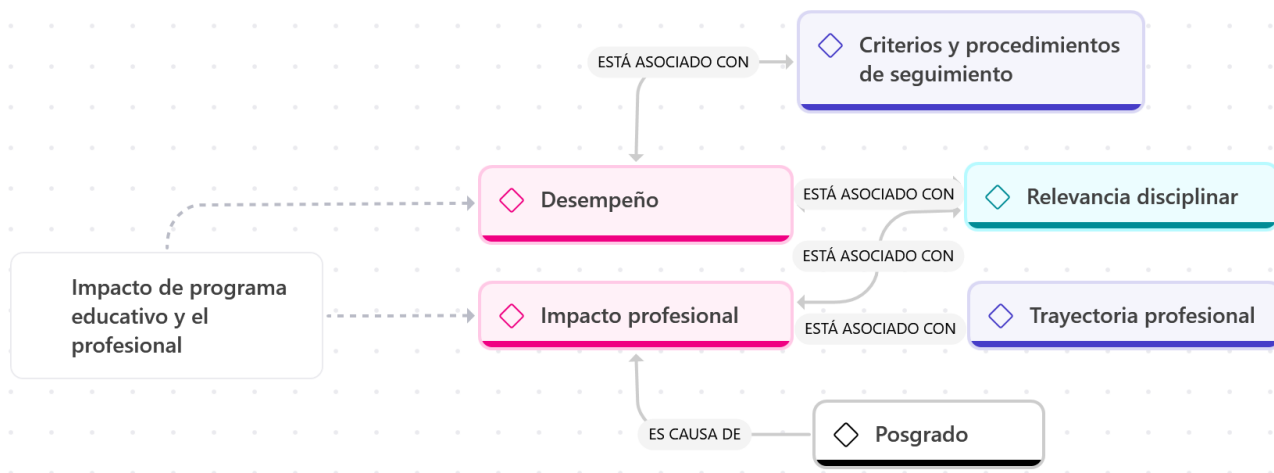 Criterios y procedimientos
de seguimiento
ESTÁ ASOCIADO CON
Desempeño
ESTÁ ASOCIADO CON
Relevancia disciplinar
ESTÁ ASOCIADO CON
Impacto de programa
educativo y el
profesional
Impacto profesional
ESTÁ ASOCIADO CON
Trayectoria profesional
ES CAUSA DE
Posgrado